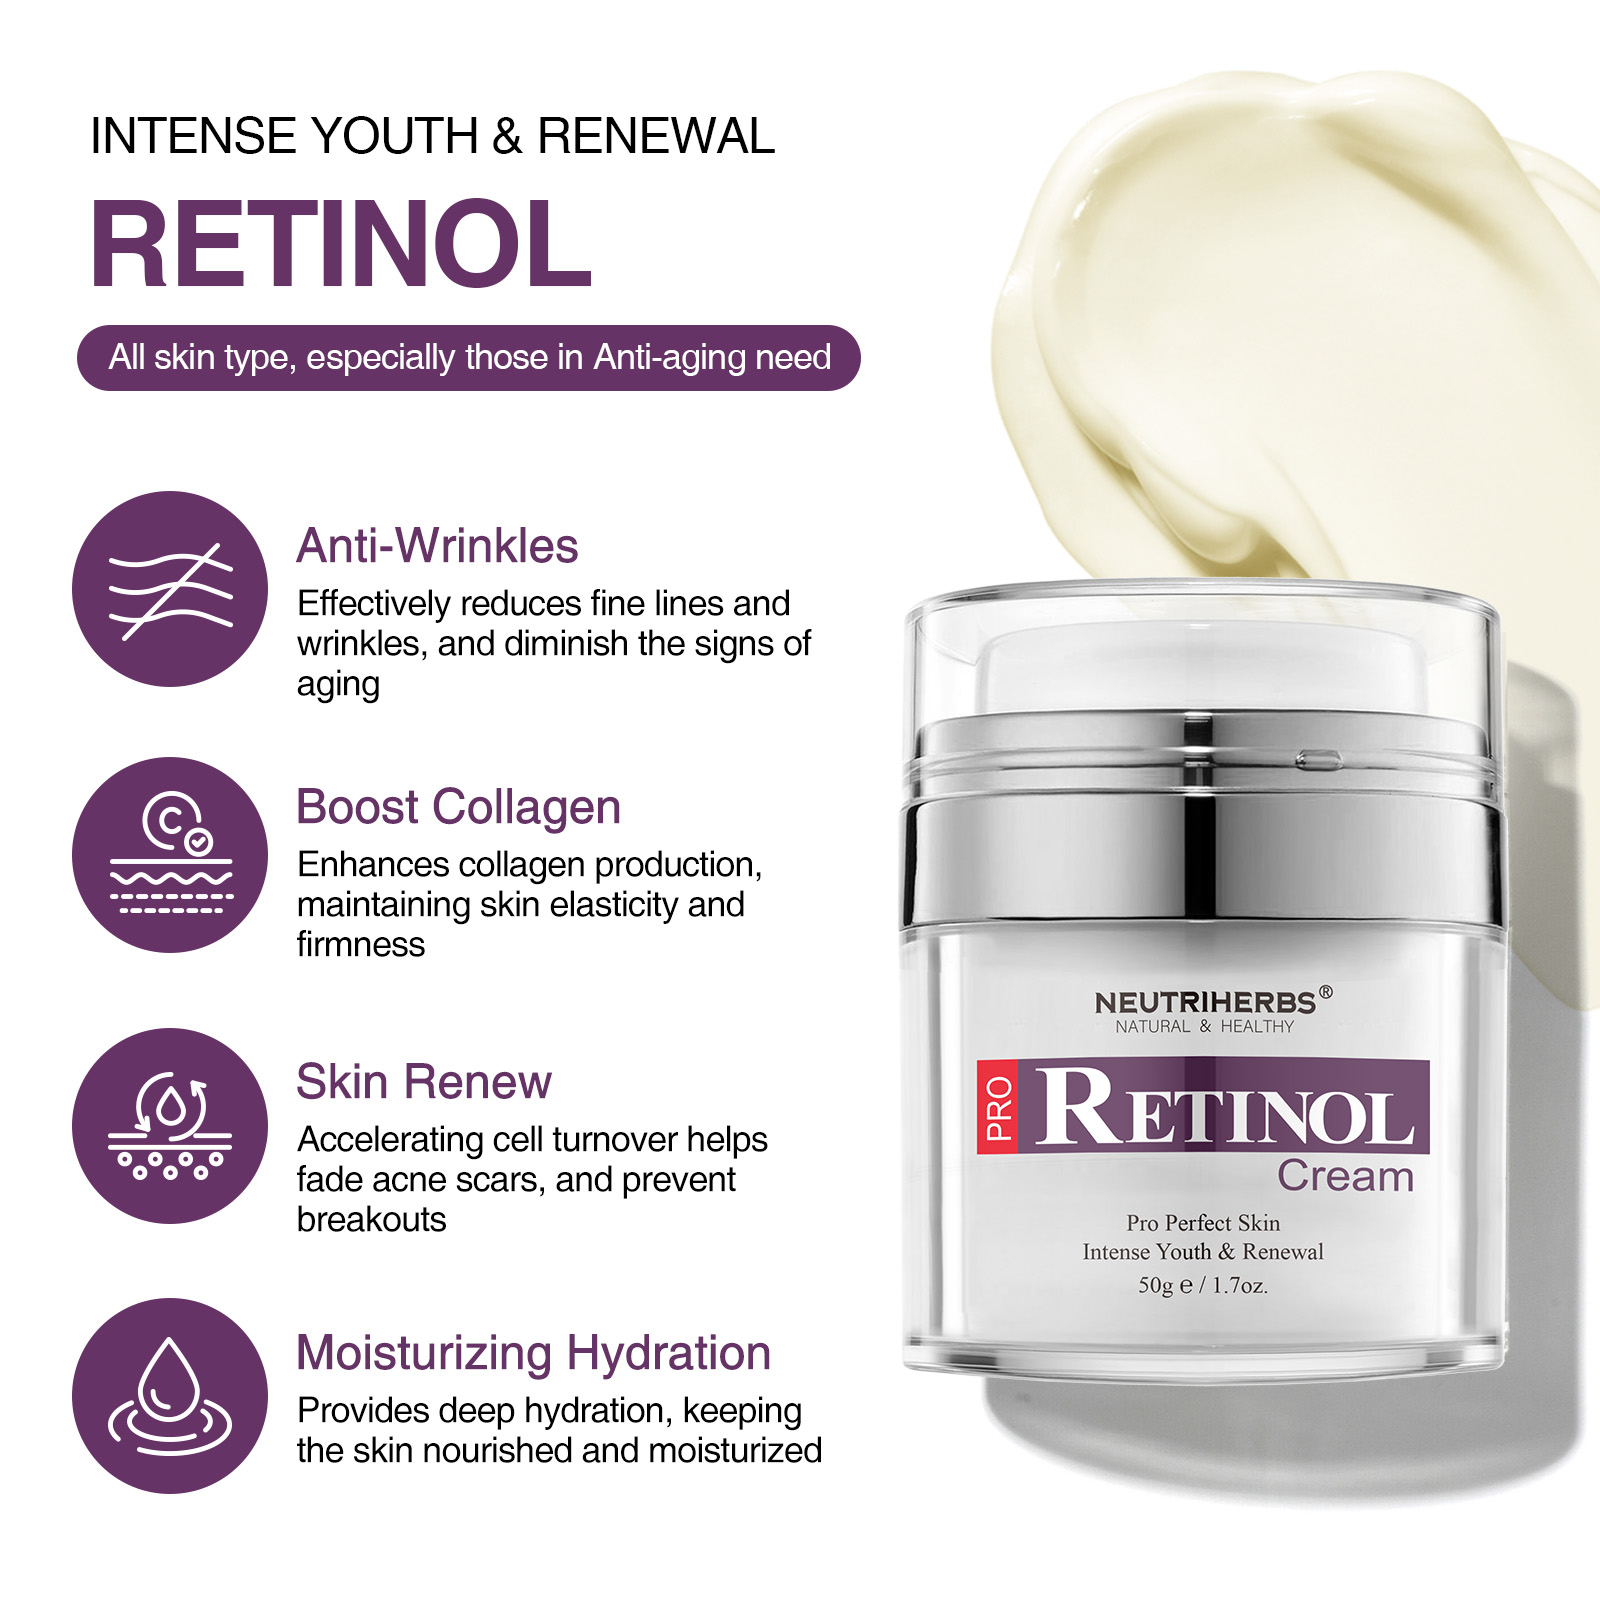 INTENSE YOUTH & RENEWAL
RETINOL
All skin type, especially those in Anti-aging need
Anti-Wrinkles
Effectively reduces fine lines and
wrinkles, and diminish the signs of
aging
Boost Collagen
Enhances collagen production,
maintaining skin elasticity and
firmness
Skin Renew
Accelerating cell turnover helps
fade acne scars, and prevent
breakouts
Moisturizing Hydration
Provides deep hydration, keeping
the skin nourished and moisturized
NEUTRIHERBS®
NATURAL & HEALTHY
PRO
RETINOL
Cream
Pro Perfect Skin
Intense Youth & Renewal
50g e / 1.7oz.
C